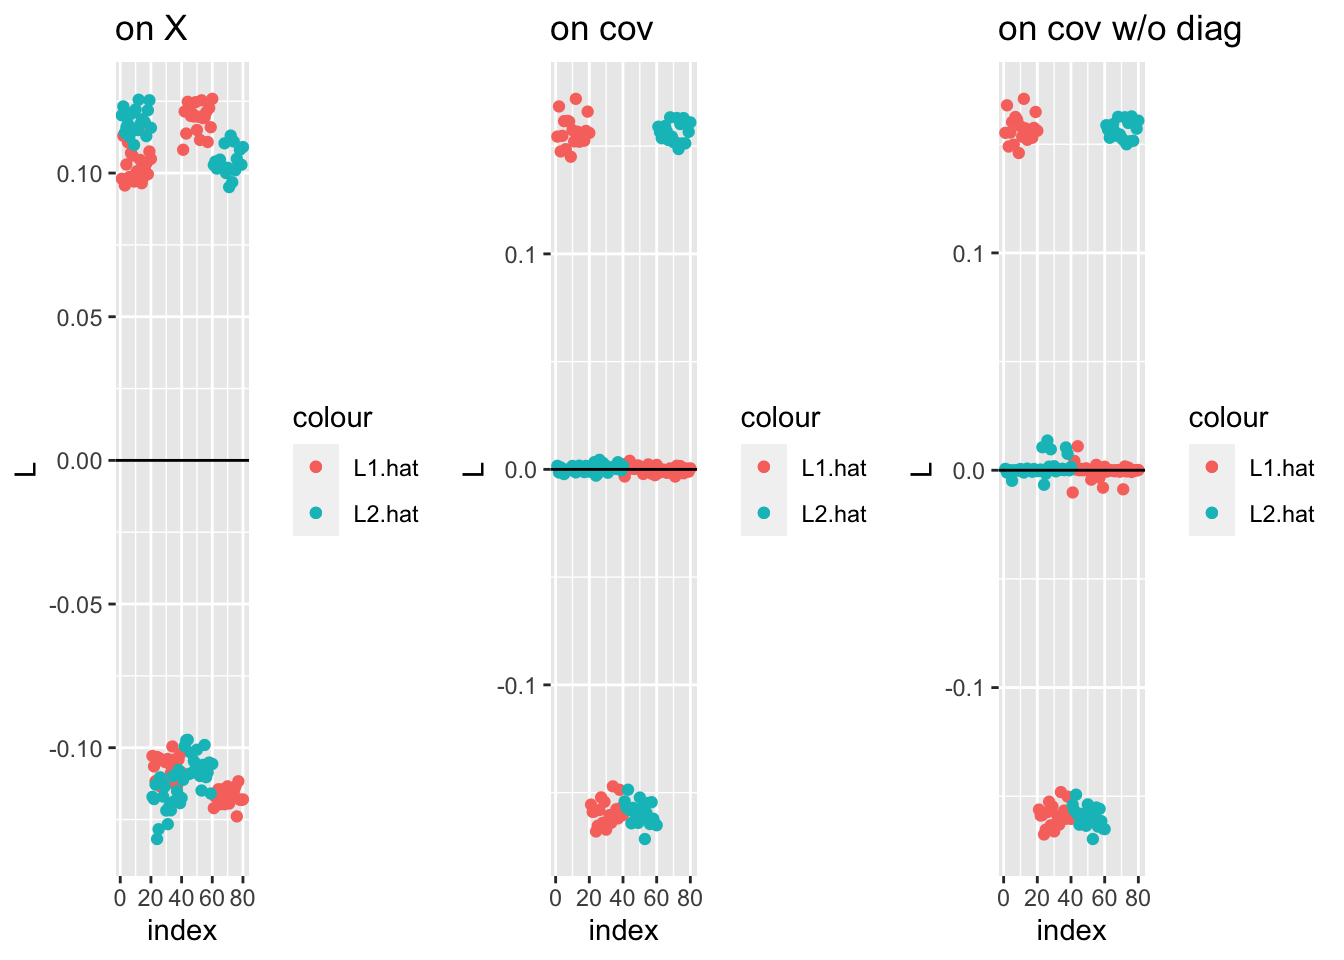 on X
0.10
0.05
0.00
-0.05
-0.10
L
0 20 40 60 80
index
colour
L1.hat
L2.hat
on cov
0.1
0.0
-0.1
L
0 20 40 60 80
index
colour
L1.hat
L2.hat
on cov w/o diag
0.1
0.0
-0.1
L
0 20 40 60 80
index
colour
L1.hat
L2.hat